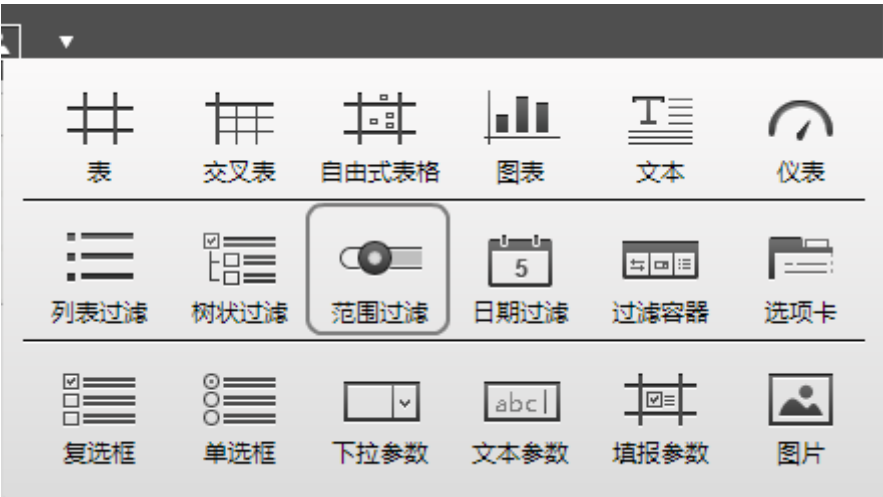 表 交叉表 自由式表格 图表 文本 仪表
5
列表过滤 树状过滤 范围过滤 日期过滤 过滤容器 选项卡
abc
复选框 单选框 下拉参数 文本参数 填报参数 图片